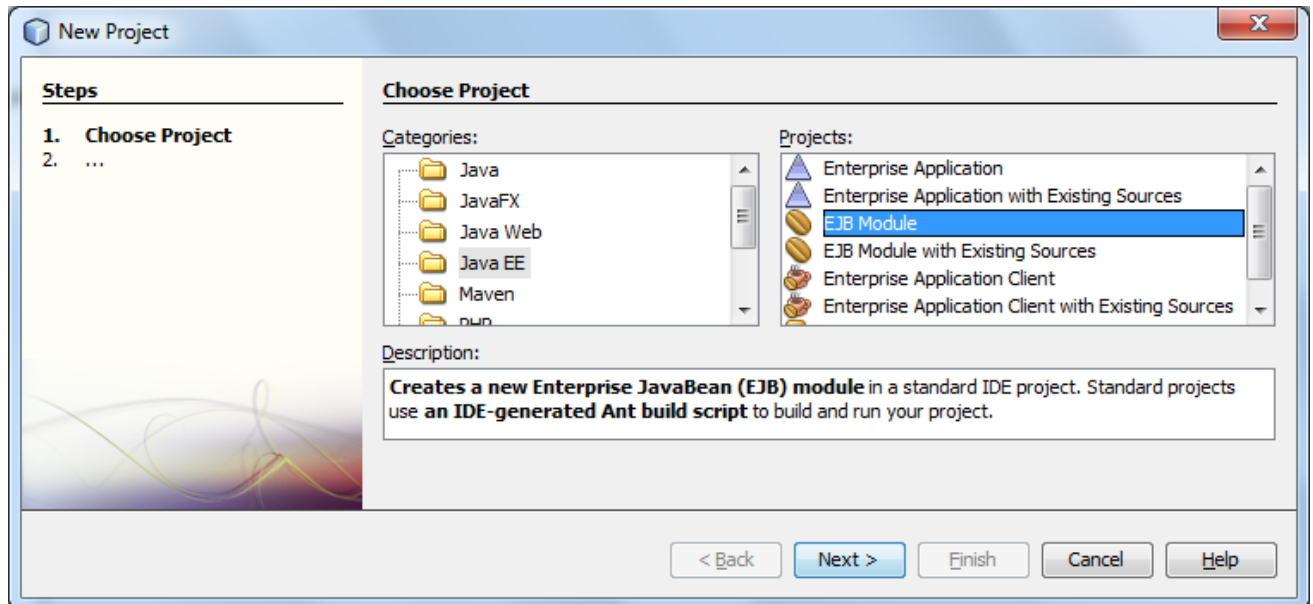 New Project
Steps
1. Choose Project
2. ...
Choose Project
Categories:
Java
JavaFX
Java Web
Java EE
Maven
PHP
Projects:
Enterprise Application
Enterprise Application with Existing Sources
EJB Module
EJB Module with Existing Sources
Enterprise Application Client
Enterprise Application Client with Existing Sources
Description:
Creates a new Enterprise JavaBean (EJB) module in a standard IDE project. Standard projects
use an IDE-generated Ant build script to build and run your project.
< Back
Next >
Finish
Cancel
Help